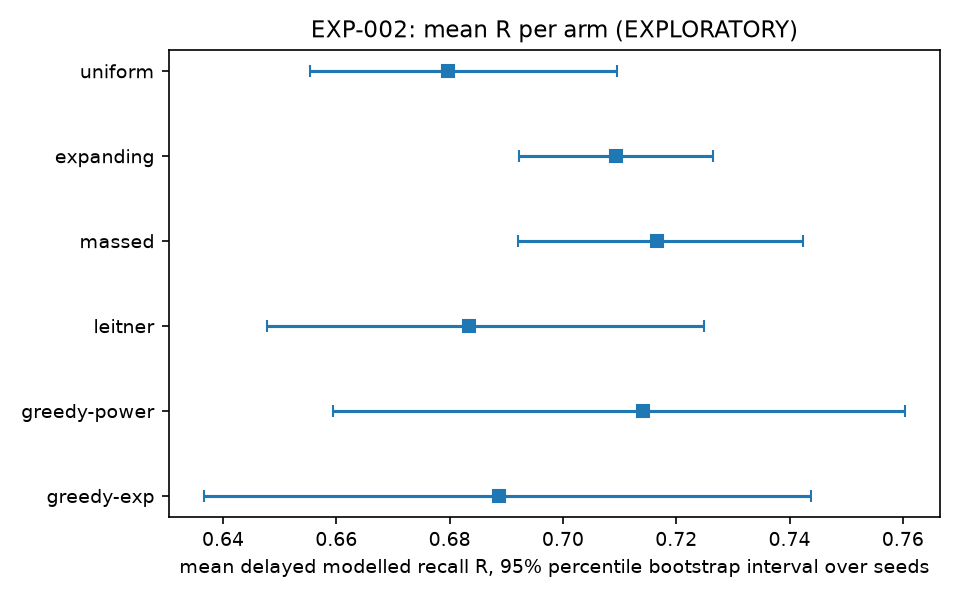 EXP-002: mean R per arm (EXPLORATORY)
uniform
expanding
massed
leitner
greedy-power
greedy-exp
0.64 0.66 0.68 0.70 0.72 0.74 0.76
mean delayed modelled recall R, 95% percentile bootstrap interval over seeds